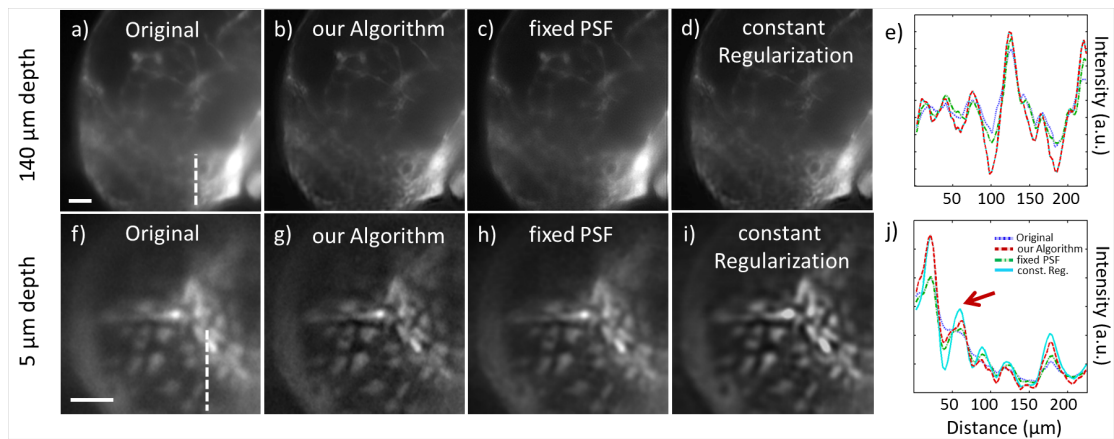 140 µm depth
a) Original
b) our Algorithm
c) fixed PSF
d) constant
Regularization
e)
Intensity (a.u.)
50 100 150 200
5 µm depth
f) Original
g) our Algorithm
h) fixed PSF
i) constant
Regularization
j)
Original
our Algorithm
fixed PSF
const. Reg.
Intensity (a.u.)
50 100 150 200
Distance (µm)